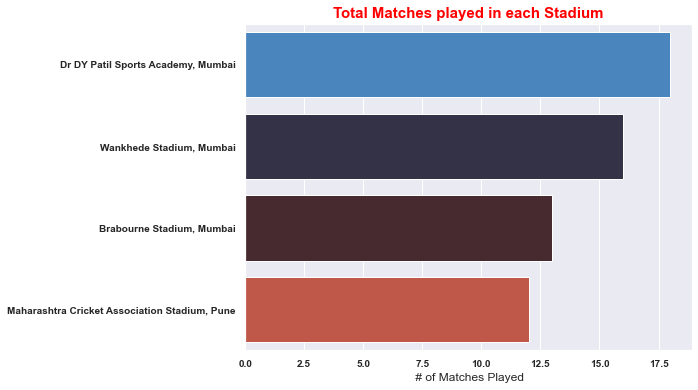 Total Matches played in each Stadium
Dr DY Patil Sports Academy, Mumbai
Wankhede Stadium, Mumbai
Brabourne Stadium, Mumbai
Maharashtra Cricket Association Stadium, Pune
0.0 2.5 5.0 7.5 10.0 12.5 15.0 17.5
# of Matches Played